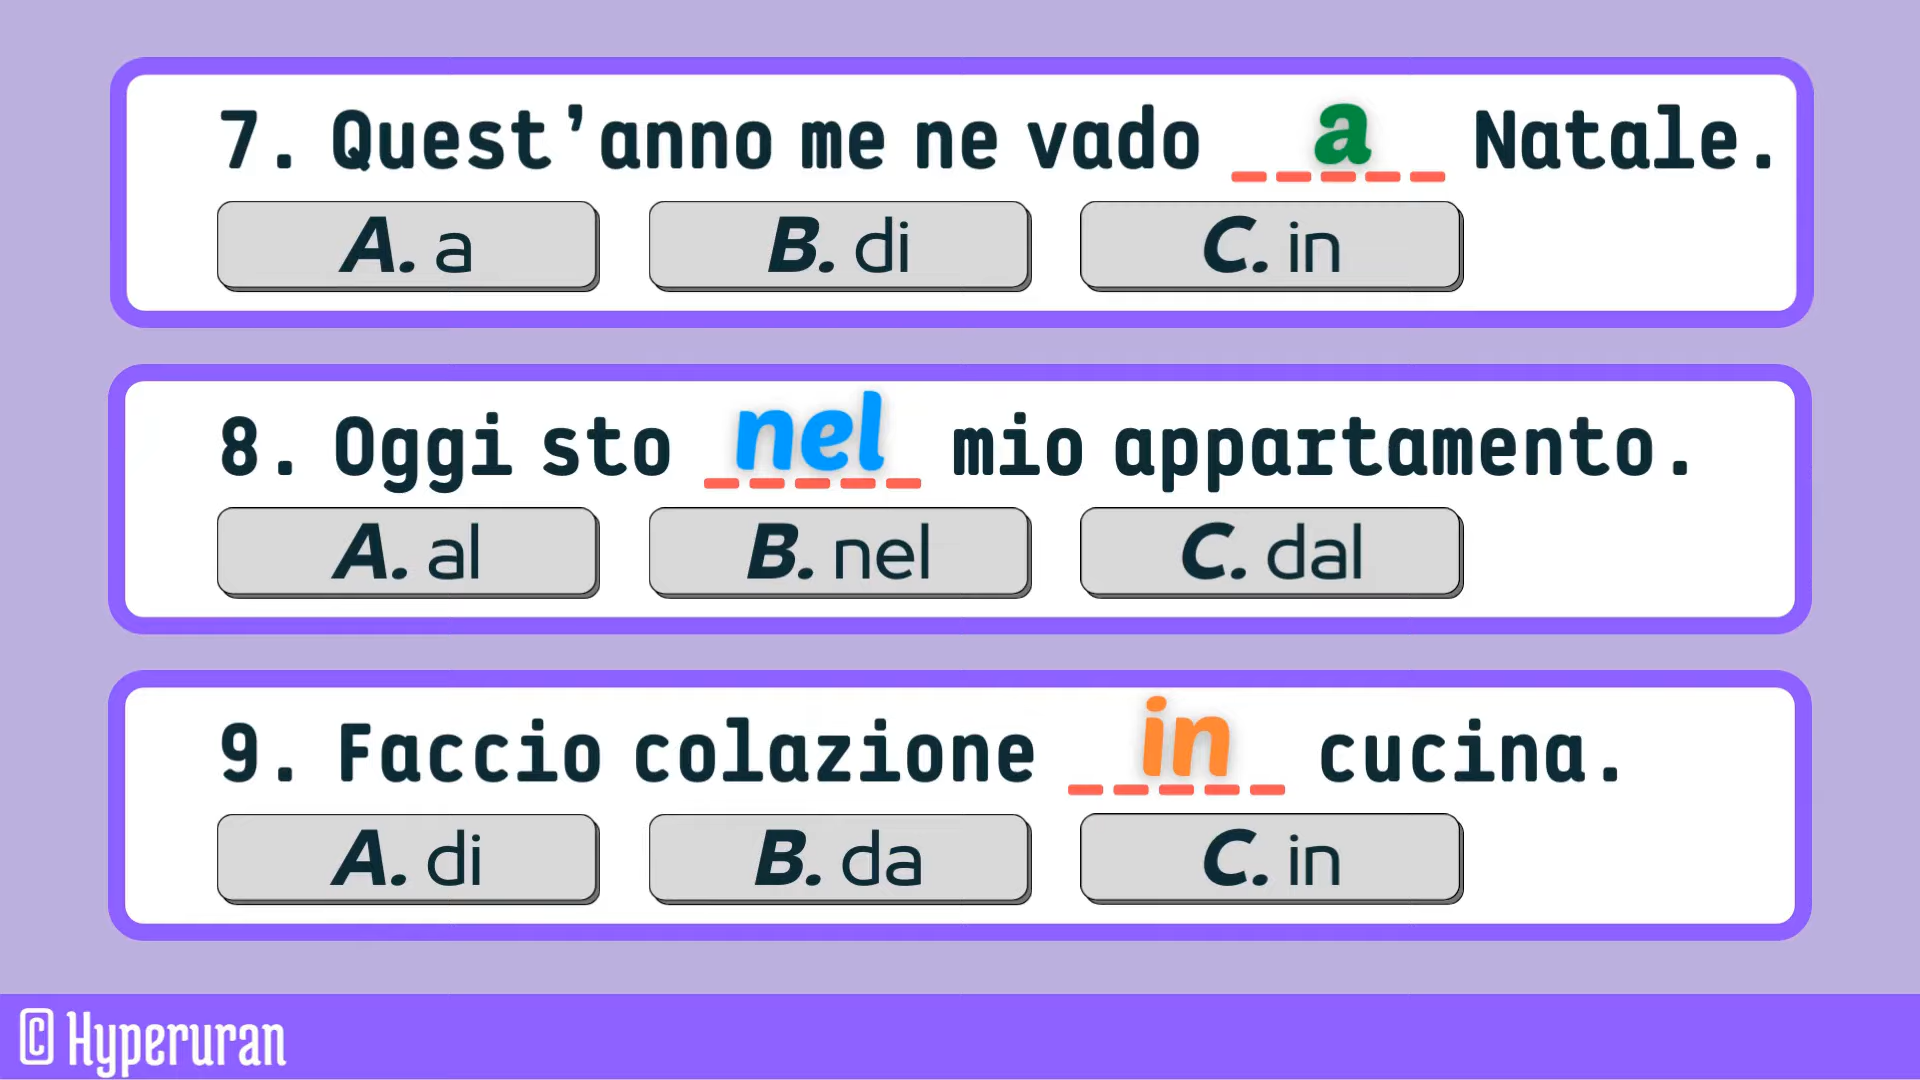 7. Quest’anno me ne vado a Natale.
A. a B. di C. in
8. Oggi sto nel mio appartamento.
A. al B. nel C. dal
9. Faccio colazione in cucina.
A. di B. da C. in
© Hyperuran